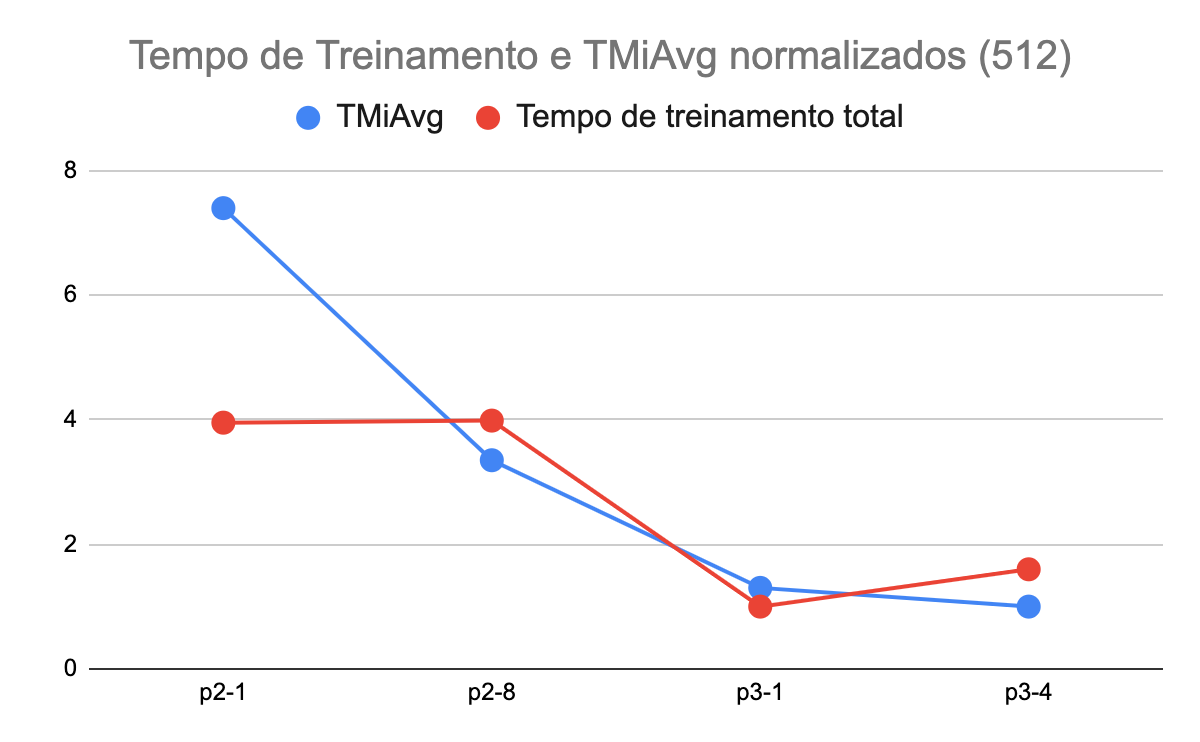 Tempo de Treinamento e TMiAvg normalizados (512)
TMiAvg Tempo de treinamento total
8
6
4
2
0
p2-1 p2-8 p3-1 p3-4